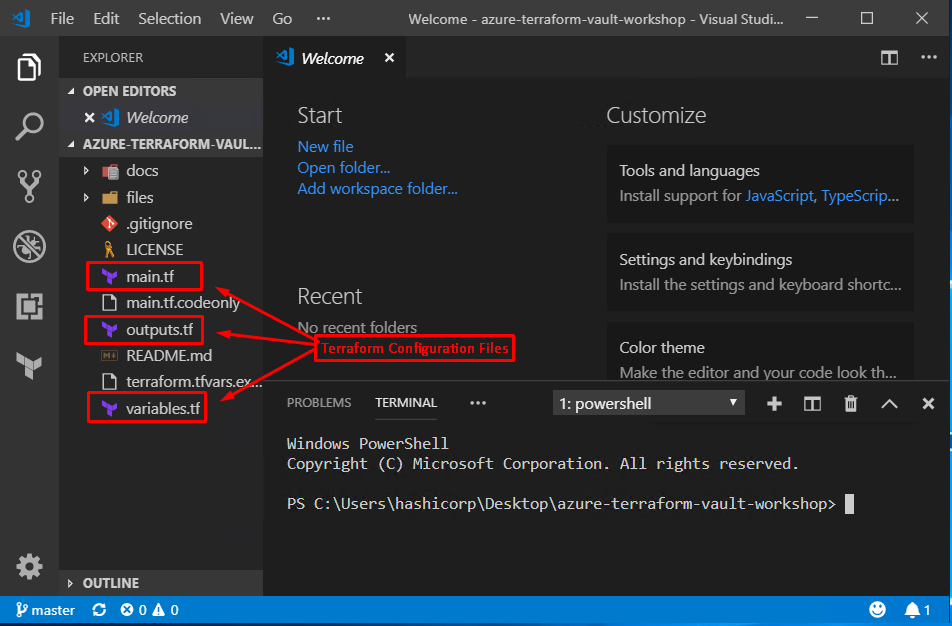 File Edit Selection View Go ··· Welcome - azure-terraform-vault-workshop - Visual Studi...
EXPLORER
OPEN EDITORS
Welcome
AZURE-TERRAFORM-VAUL...
docs
files
.gitignore
LICENSE
main.tf
main.tf.codeonly
outputs.tf
README.md
terraform.tfvars.ex...
variables.tf
OUTLINE
Welcome
Start
New file
Open folder...
Add workspace folder...
Recent
No recent folders
Terraform Configuration Files
Customize
Tools and languages
Install support for JavaScript, TypeScrip...
Settings and keybindings
Install the settings and keyboard shortc...
Color theme
Make the editor and your code look th...
PROBLEMS TERMINAL ··· 1: powershell
Windows PowerShell
Copyright (C) Microsoft Corporation. All rights reserved.
PS C:\Users\hashicorp\Desktop\azure-terraform-vault-workshop>
master 0 0 1